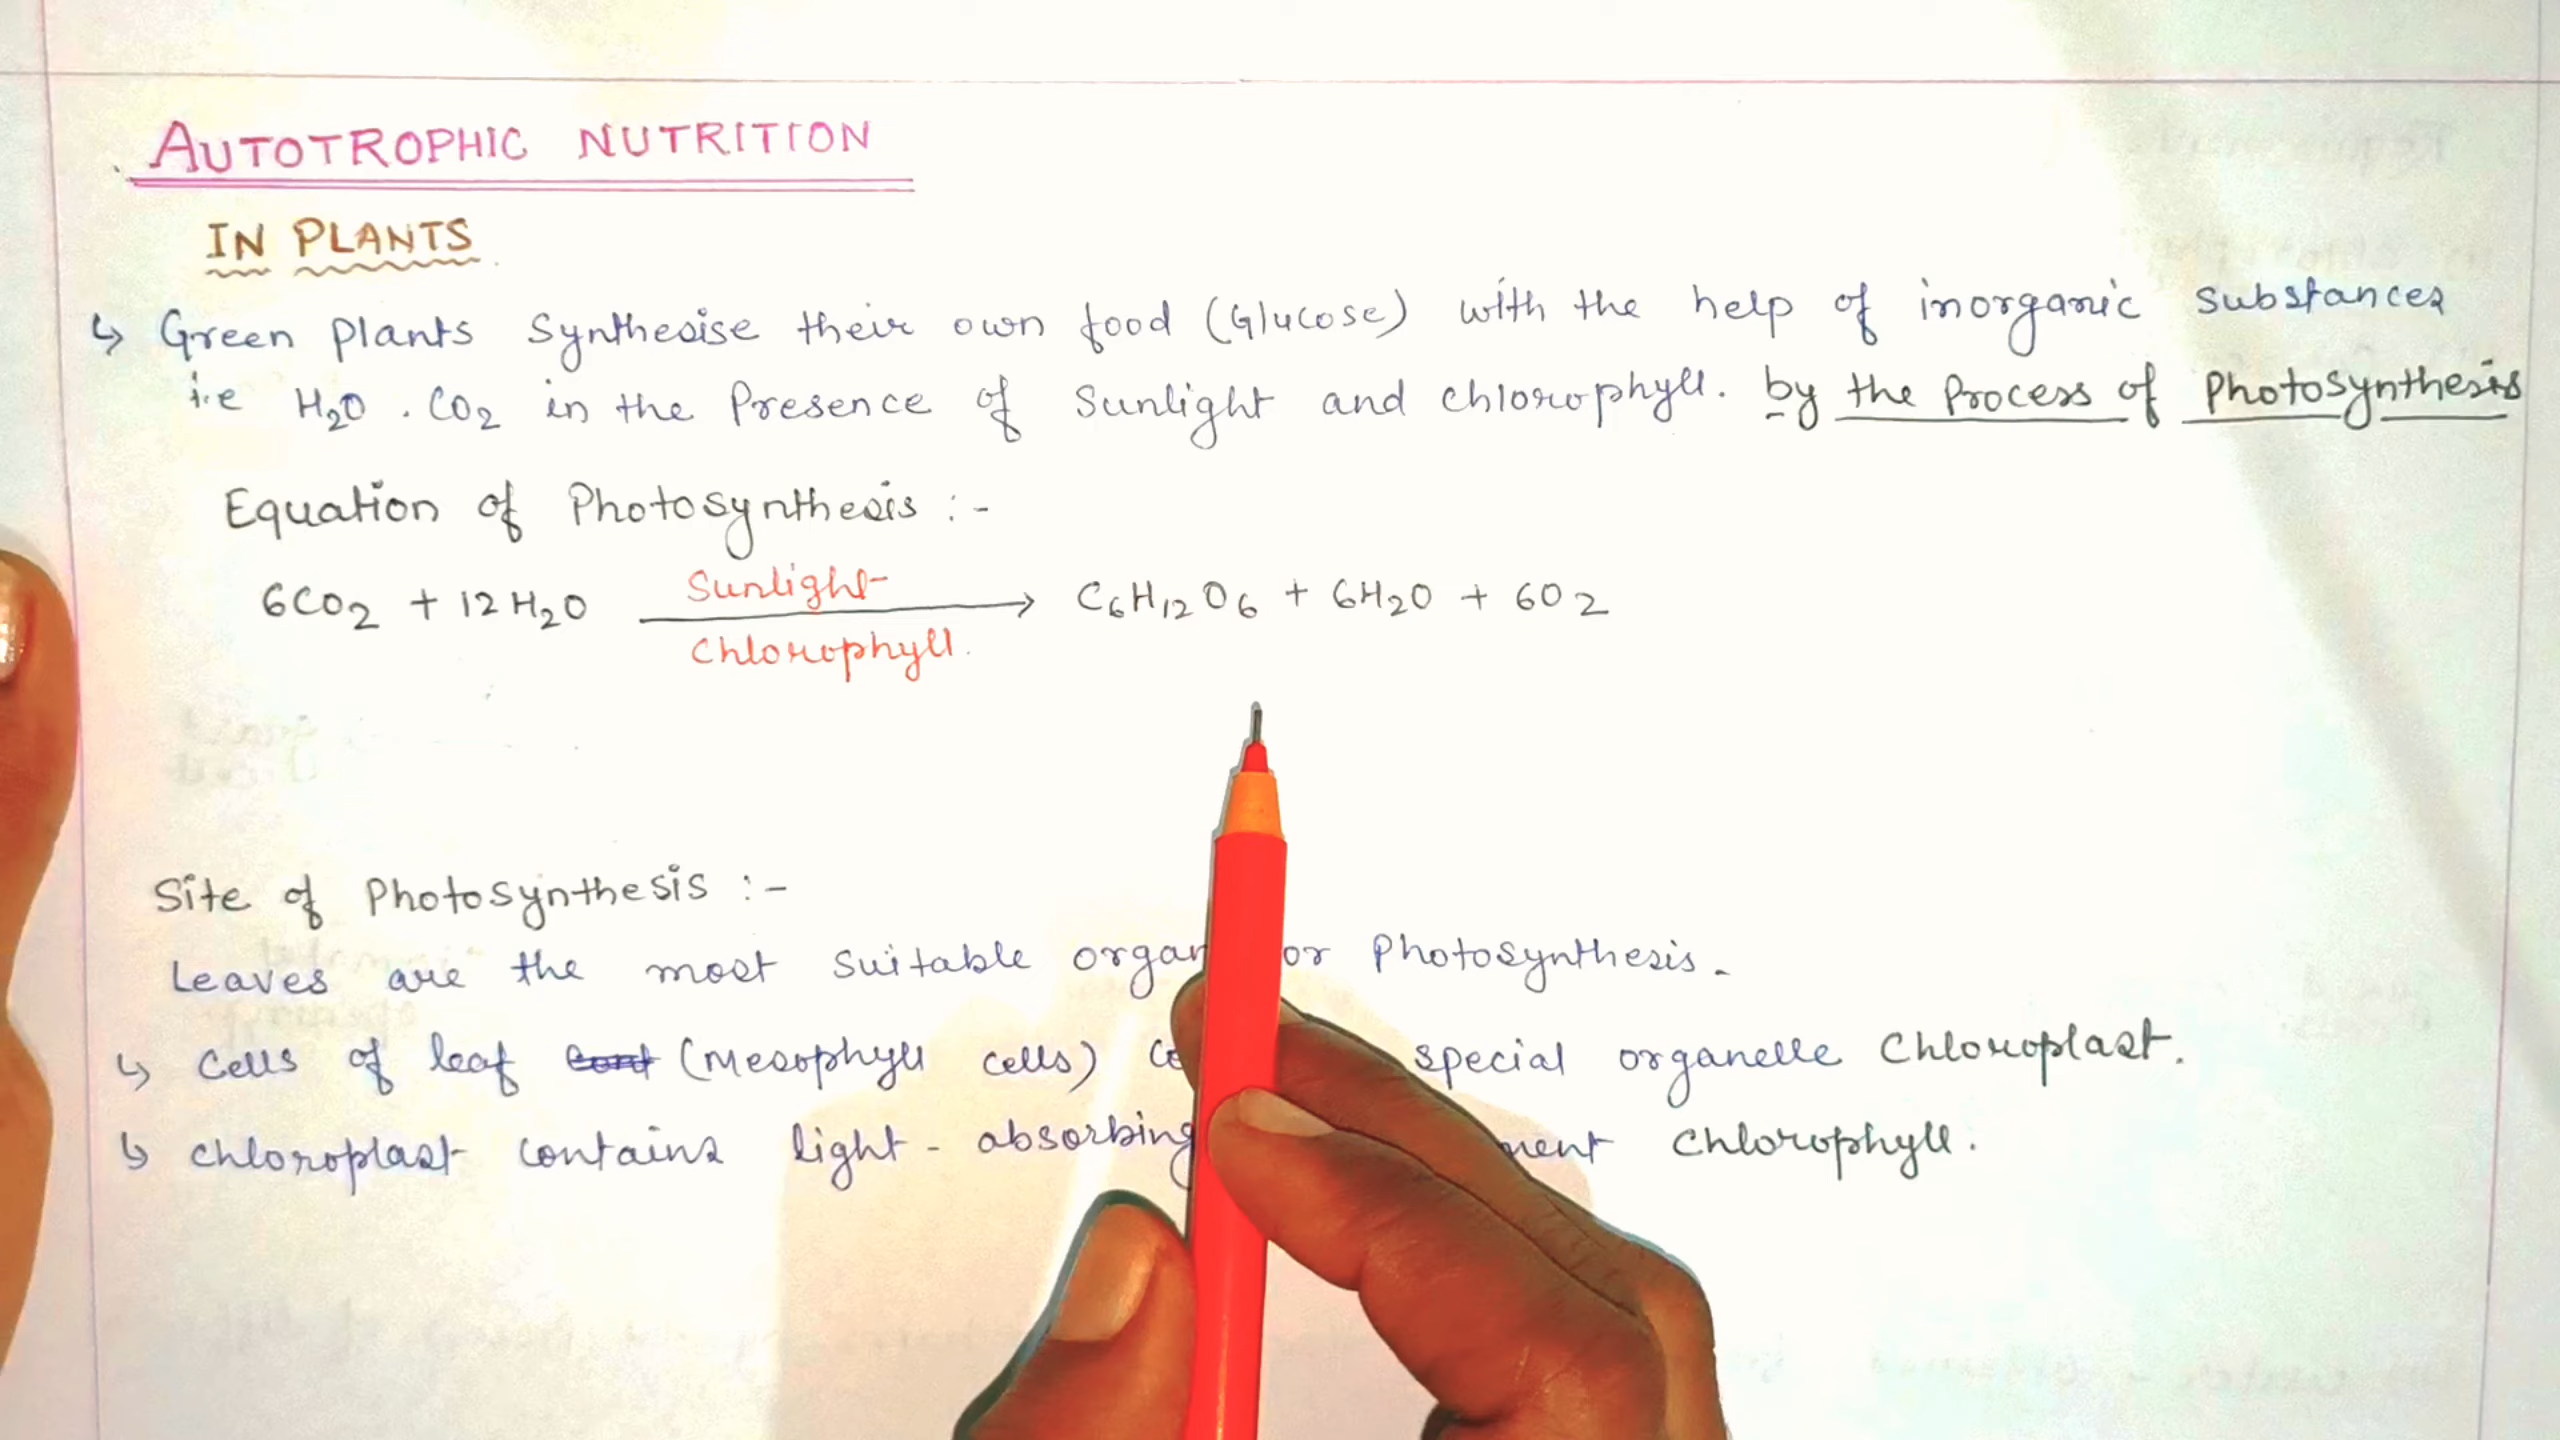 AUTOTROPHIC NUTRITION
IN PLANTS
↳ Green plants Synthesise their own food (Glucose) with the help of inorganic substances
i.e H₂O . CO₂ in the Presence of Sunlight and chlorophyll. by the Process of Photosynthesis
Equation of Photosynthesis :-
6CO₂ + 12H₂O Sunlight → C₆H₁₂O₆ + 6H₂O + 6O₂
Chlorophyll.
Site of Photosynthesis :-
Leaves are the most suitable organ or Photosynthesis.
↳ Cells of leaf (Mesophyll cells) special organelle Chloroplast.
↳ chloroplast contains light - absorbing Chlorophyll.